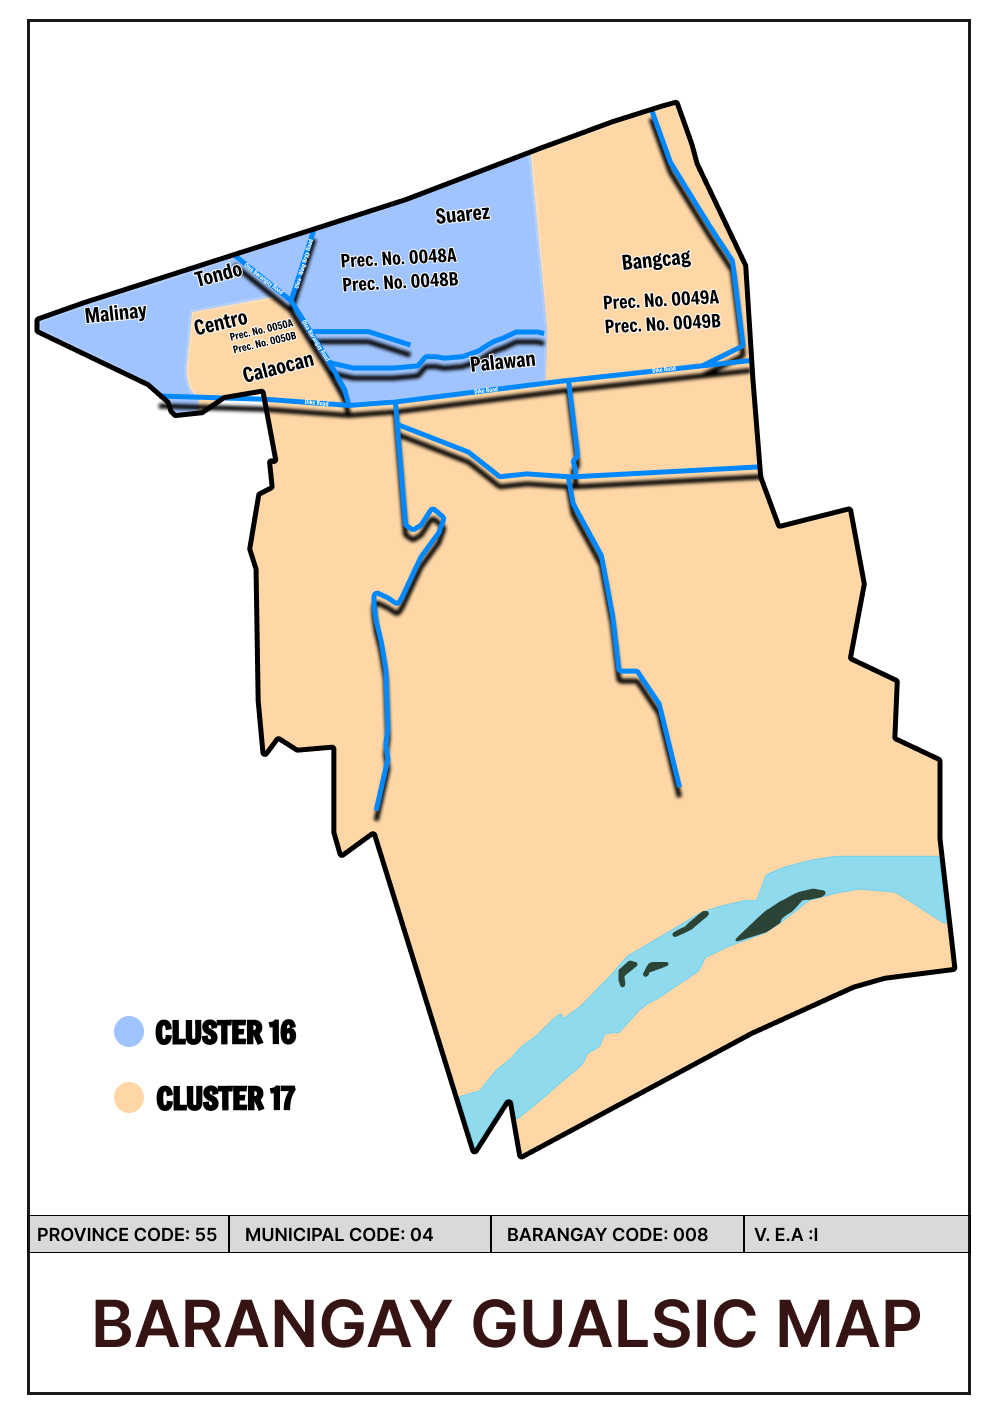 Suarez
Prec. No. 0048A
Prec. No. 0048B
Bangcag
Prec. No. 0049A
Prec. No. 0049B
Tondo
Malinay
Centro
Prec. No. 0050A
Prec. No. 0050B
Calaocan
Palawan
Dike Road
Dike Road
Dike Road
CLUSTER 16
CLUSTER 17
PROVINCE CODE: 55
MUNICIPAL CODE: 04
BARANGAY CODE: 008
V. E.A :I
BARANGAY GUALSIC MAP